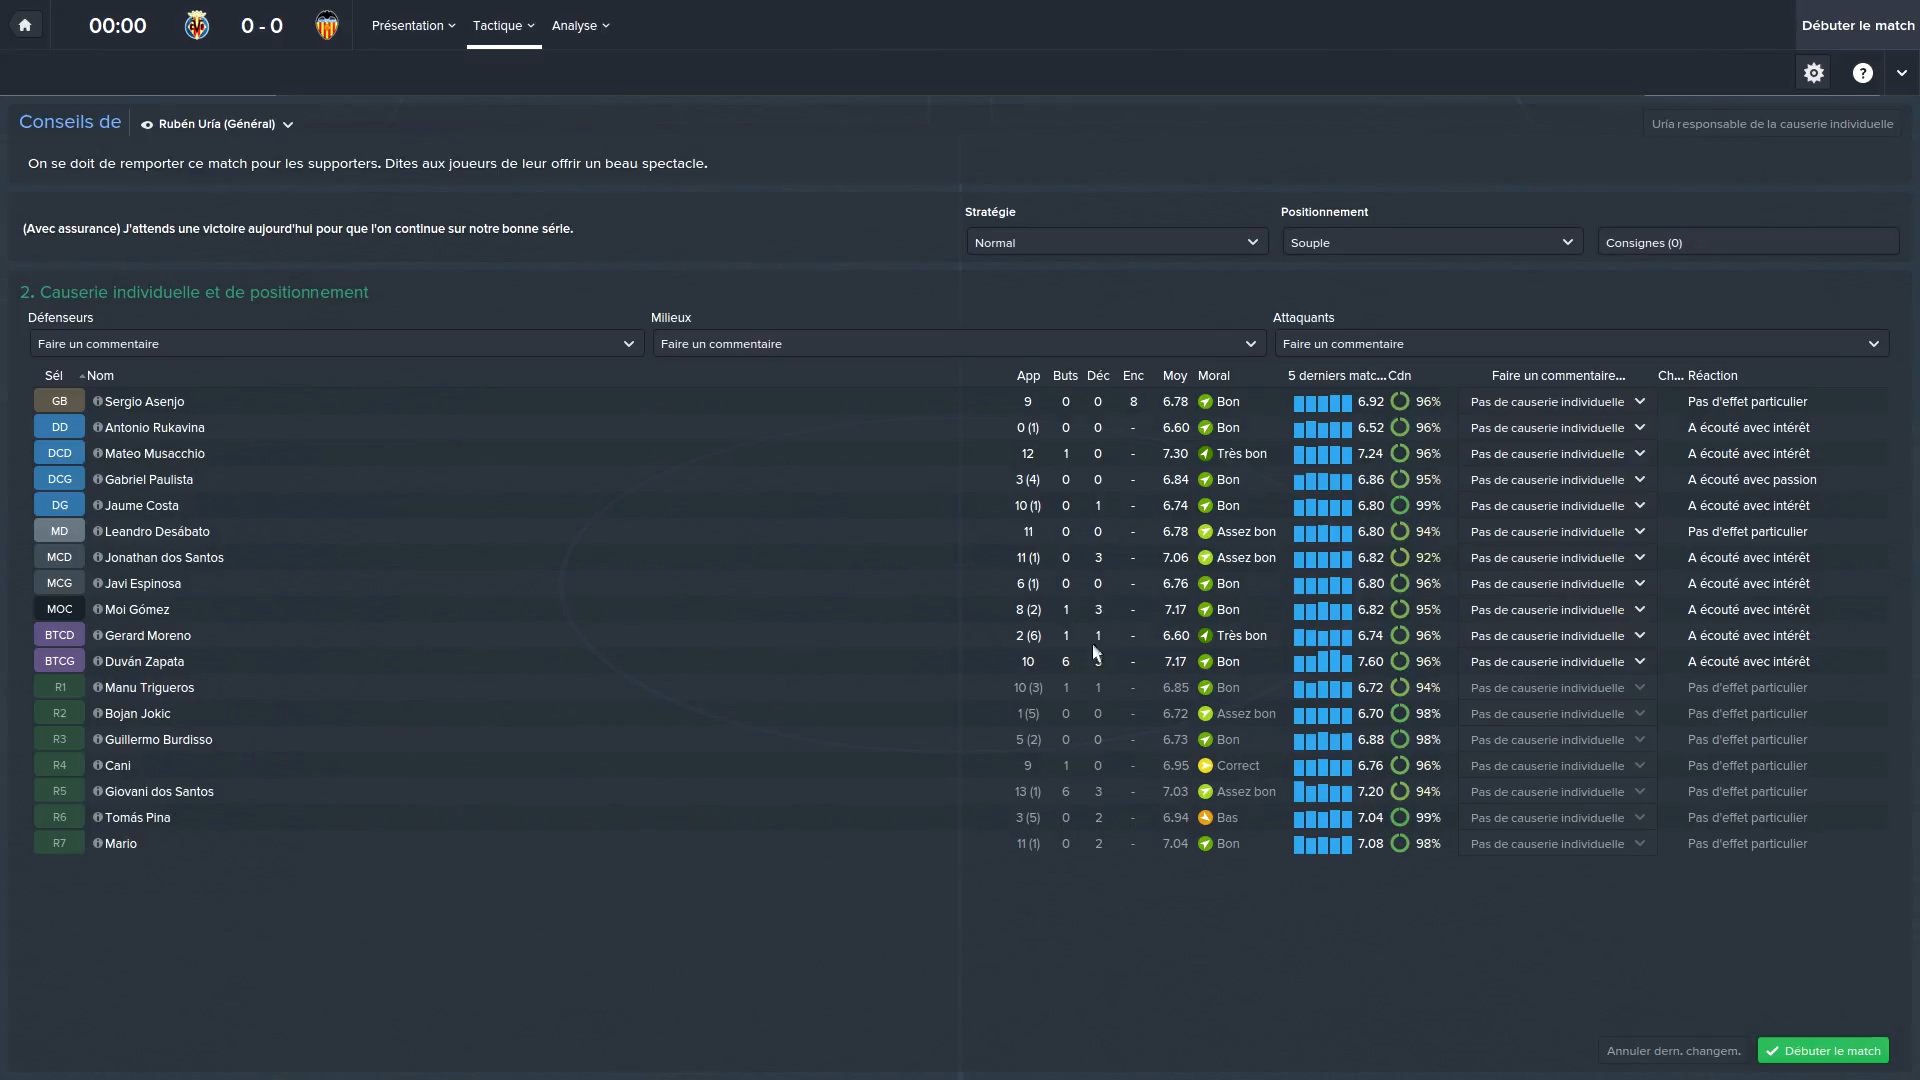 00:00 0 - 0 Présentation Tactique Analyse Débuter le match
?
Conseils de Rubén Uría (Général) Uría responsable de la causerie individuelle
On se doit de remporter ce match pour les supporters. Dites aux joueurs de leur offrir un beau spectacle.
Stratégie Positionnement
(Avec assurance) J'attends une victoire aujourd'hui pour que l'on continue sur notre bonne série.
Normal Souple Consignes (0)
2. Causerie individuelle et de positionnement
Défenseurs Milieux Attaquants
Faire un commentaire Faire un commentaire Faire un commentaire
Sél Nom App Buts Déc Enc Moy Moral 5 derniers matc... Cdn Faire un commentaire... Ch... Réaction
GB Sergio Asenjo 9 0 0 8 6.78 Bon 6.92 96% Pas de causerie individuelle Pas d'effet particulier
DD Antonio Rukavina 0 (1) 0 0 - 6.60 Bon 6.52 96% Pas de causerie individuelle A écouté avec intérêt
DCD Mateo Musacchio 12 1 0 - 7.30 Très bon 7.24 96% Pas de causerie individuelle A écouté avec intérêt
DCG Gabriel Paulista 3 (4) 0 0 - 6.84 Bon 6.86 95% Pas de causerie individuelle A écouté avec passion
DG Jaume Costa 10 (1) 0 1 - 6.74 Bon 6.80 99% Pas de causerie individuelle A écouté avec intérêt
MD Leandro Desábato 11 0 0 - 6.78 Assez bon 6.80 94% Pas de causerie individuelle Pas d'effet particulier
MCD Jonathan dos Santos 11 (1) 0 3 - 7.06 Assez bon 6.82 92% Pas de causerie individuelle A écouté avec intérêt
MCG Javi Espinosa 6 (1) 0 0 - 6.76 Bon 6.80 96% Pas de causerie individuelle A écouté avec intérêt
MOC Moi Gómez 8 (2) 1 3 - 7.17 Bon 6.82 95% Pas de causerie individuelle A écouté avec intérêt
BTCD Gerard Moreno 2 (6) 1 1 - 6.60 Très bon 6.74 96% Pas de causerie individuelle A écouté avec intérêt
BTCG Duván Zapata 10 6 - 7.17 Bon 7.60 96% Pas de causerie individuelle A écouté avec intérêt
R1 Manu Trigueros 10 (3) 1 1 - 6.85 Bon 6.72 94% Pas de causerie individuelle Pas d'effet particulier
R2 Bojan Jokic 1 (5) 0 0 - 6.72 Assez bon 6.70 98% Pas de causerie individuelle Pas d'effet particulier
R3 Guillermo Burdisso 5 (2) 0 0 - 6.73 Bon 6.88 98% Pas de causerie individuelle Pas d'effet particulier
R4 Cani 9 1 0 - 6.95 Correct 6.76 96% Pas de causerie individuelle Pas d'effet particulier
R5 Giovani dos Santos 13 (1) 6 3 - 7.03 Assez bon 7.20 94% Pas de causerie individuelle Pas d'effet particulier
R6 Tomás Pina 3 (5) 0 2 - 6.94 Bas 7.04 99% Pas de causerie individuelle Pas d'effet particulier
R7 Mario 11 (1) 0 2 - 7.04 Bon 7.08 98% Pas de causerie individuelle Pas d'effet particulier
Annuler dern. changem. Débuter le match